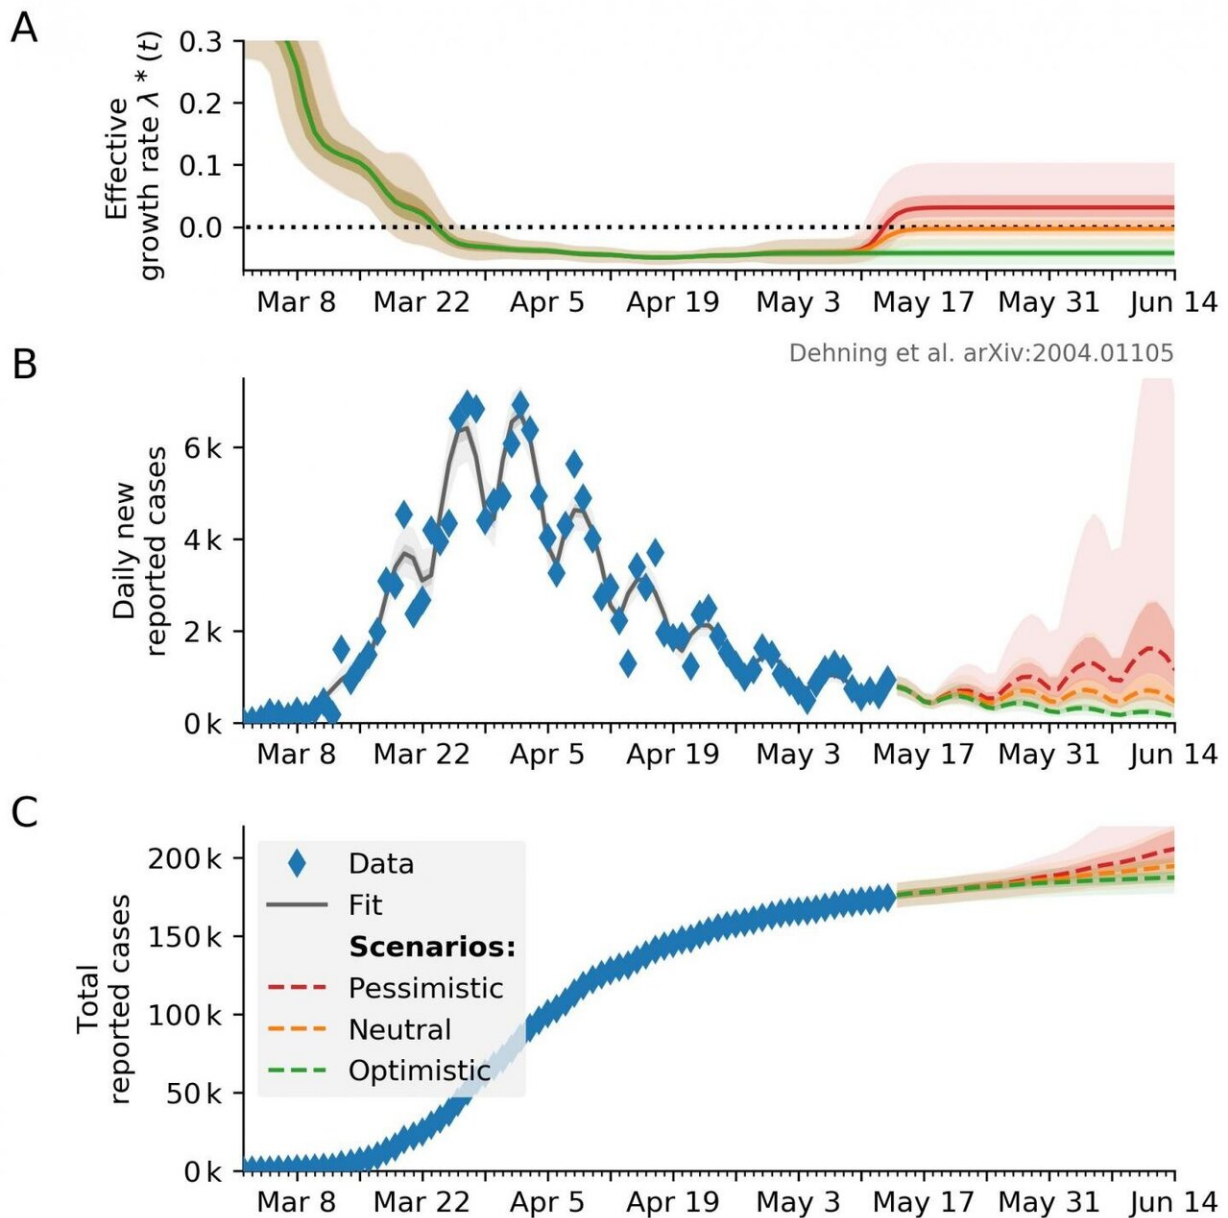 A
Effective
growth rate λ * (t)
0.3
0.2
0.1
0.0
Mar 8 Mar 22 Apr 5 Apr 19 May 3 May 17 May 31 Jun 14
Dehning et al. arXiv:2004.01105
B
Daily new
reported cases
6 k
4 k
2 k
0 k
Mar 8 Mar 22 Apr 5 Apr 19 May 3 May 17 May 31 Jun 14
C
Total
reported cases
200 k
150 k
100 k
50 k
0 k
Data
Fit
Scenarios:
Pessimistic
Neutral
Optimistic
Mar 8 Mar 22 Apr 5 Apr 19 May 3 May 17 May 31 Jun 14